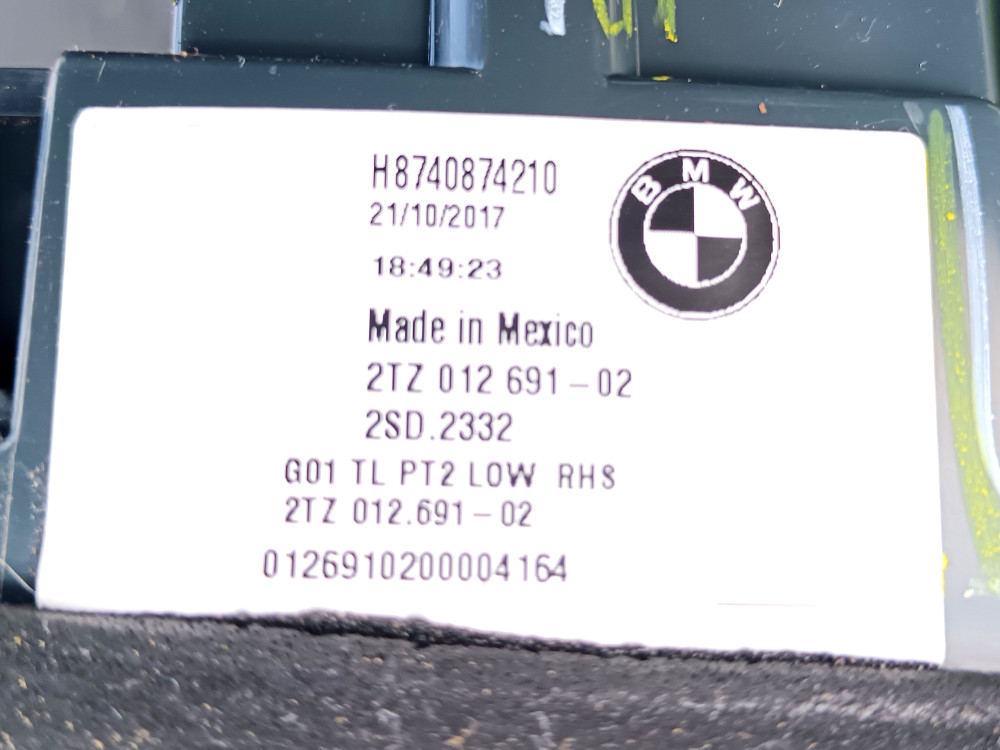 H8740874210
21/10/2017
BMW
18:49:23
Made in Mexico
2TZ 012 691-02
2SD.2332
G01 TL PT2 LOW RHS
2TZ 012.691-02
0126910200004164